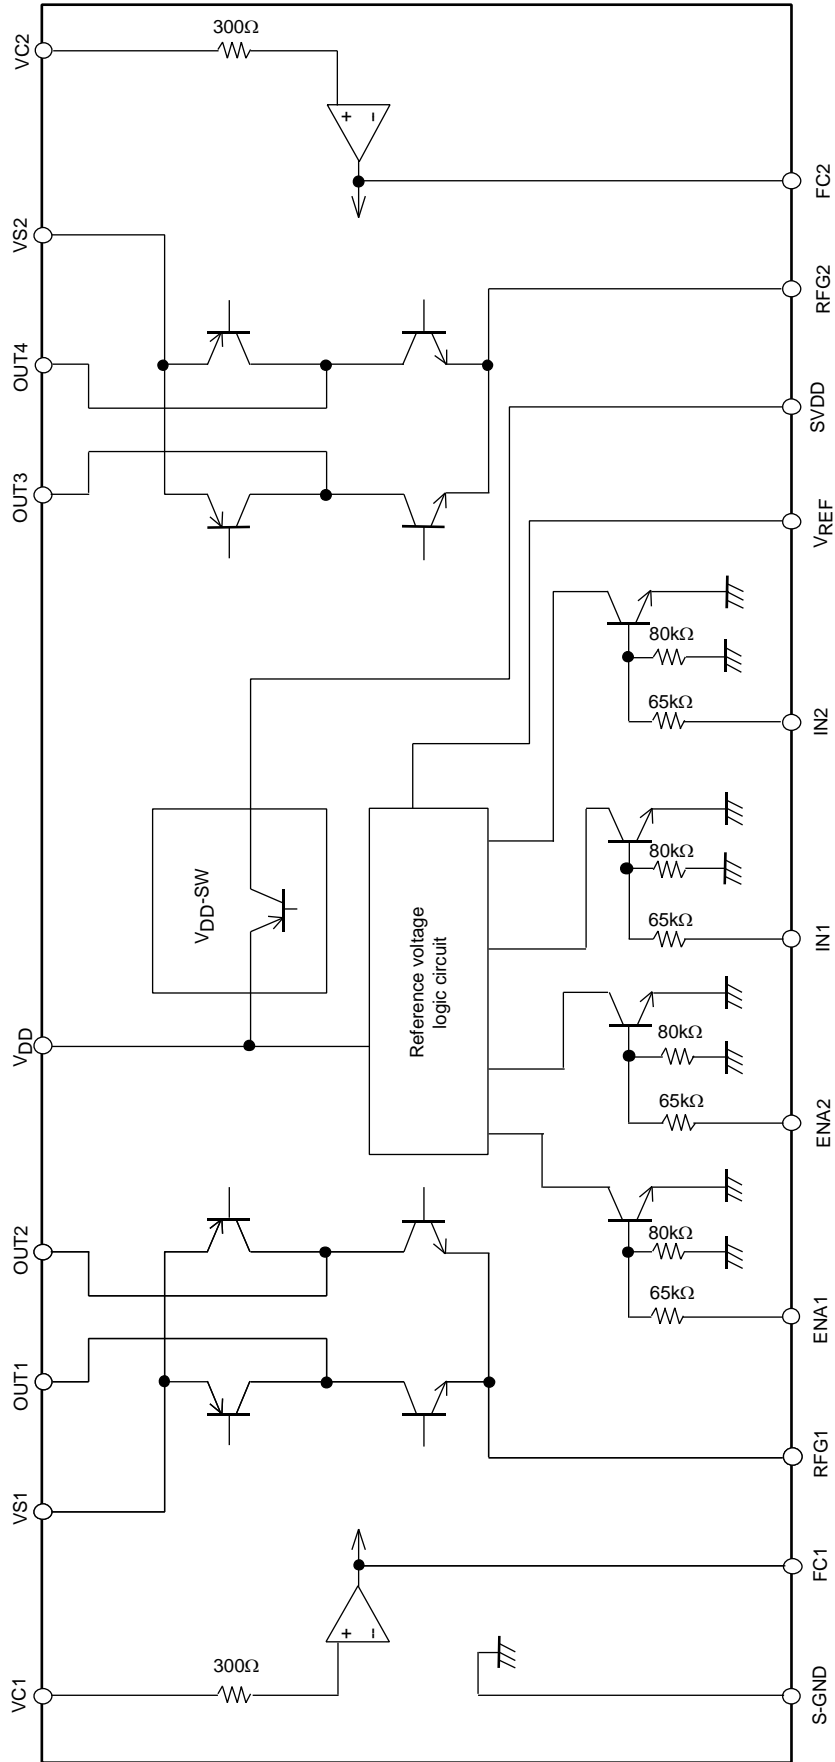 VC2
300Ω
+ −
FC2
VS2
RFG2
OUT4
SVDD
OUT3
VREF
80kΩ
65kΩ
IN2
VDD-SW
80kΩ
65kΩ
IN1
VDD
Reference voltage
logic circuit
80kΩ
65kΩ
ENA2
OUT2
80kΩ
65kΩ
ENA1
OUT1
RFG1
VS1
FC1
+ −
300Ω
VC1
S-GND